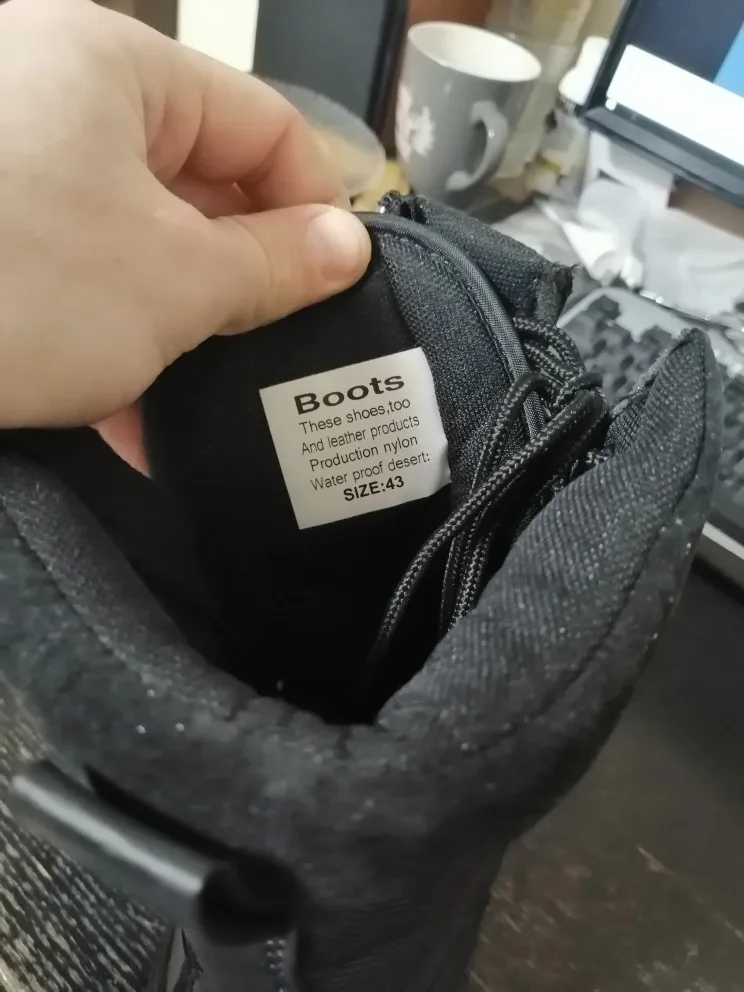 Boots
These shoes,too
And leather products
Production nylon
Water proof desert:
SIZE:43